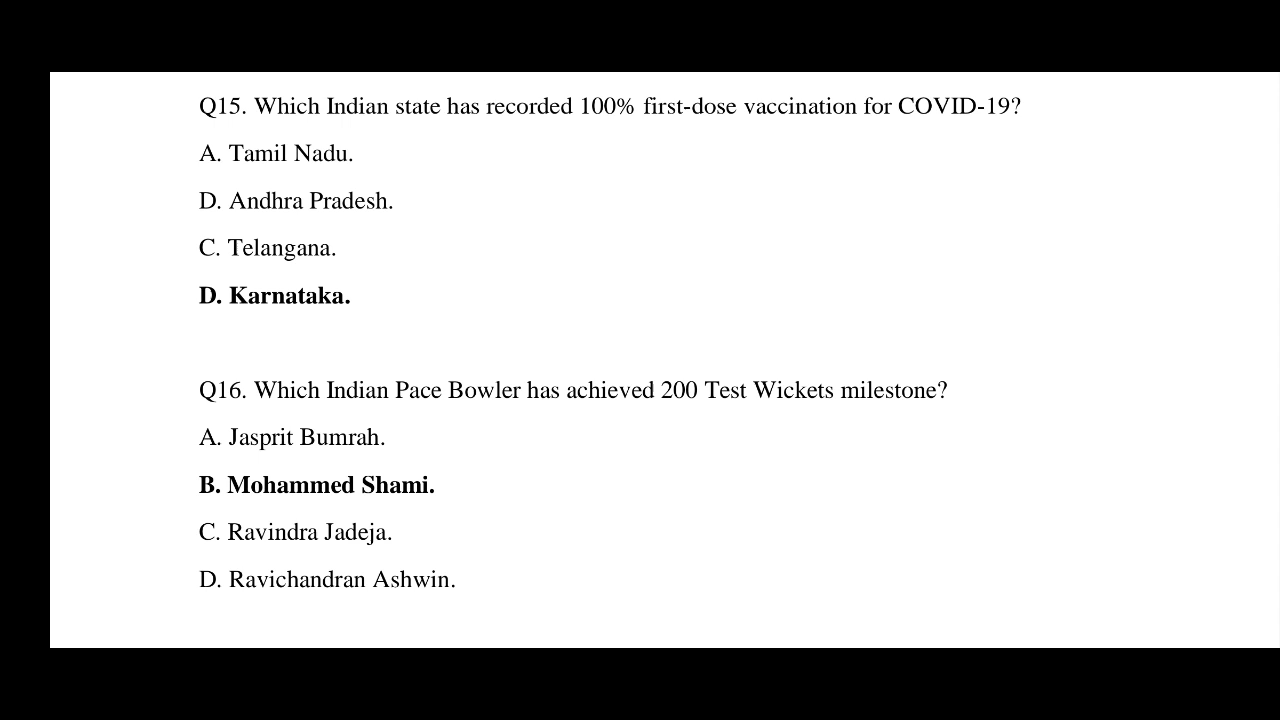 Q15. Which Indian state has recorded 100% first-dose vaccination for COVID-19?
A. Tamil Nadu.
D. Andhra Pradesh.
C. Telangana.
D. Karnataka.
Q16. Which Indian Pace Bowler has achieved 200 Test Wickets milestone?
A. Jasprit Bumrah.
B. Mohammed Shami.
C. Ravindra Jadeja.
D. Ravichandran Ashwin.